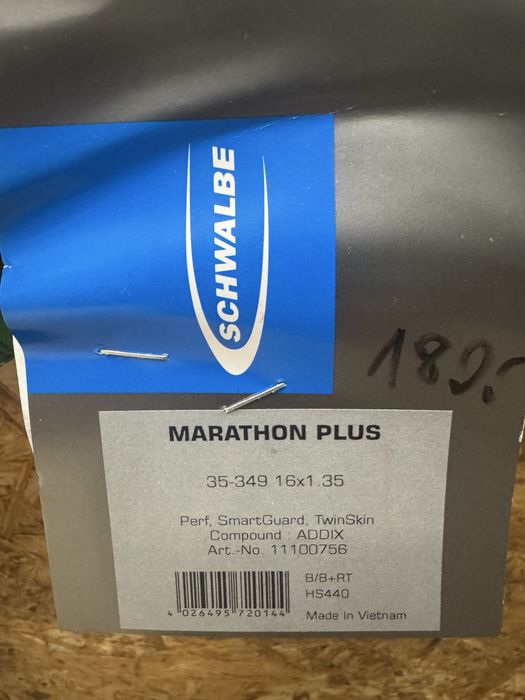 SCHWALBE
180.-
MARATHON PLUS
35-349 16x1.35
Perf, SmartGuard, TwinSkin
Compound : ADDIX
Art.-No. 11100756
B/B+RT
HS440
4 026495 720144
Made in Vietnam